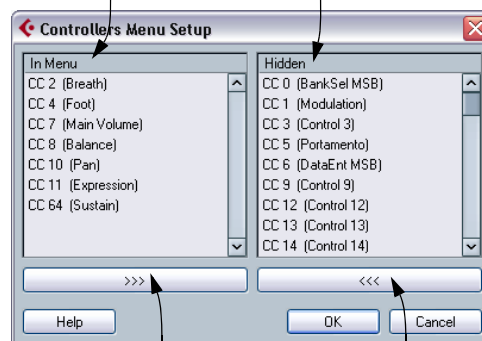 Controllers Menu Setup
In Menu
CC 2 (Breath)
CC 4 (Foot)
CC 7 (Main Volume)
CC 8 (Balance)
CC 10 (Pan)
CC 11 (Expression)
CC 64 (Sustain)
>>>
Hidden
CC 0 (BankSel MSB)
CC 1 (Modulation)
CC 3 (Control 3)
CC 5 (Portamento)
CC 6 (DataEnt MSB)
CC 9 (Control 9)
CC 12 (Control 12)
CC 13 (Control 13)
CC 14 (Control 14)
<<<
Help
OK
Cancel